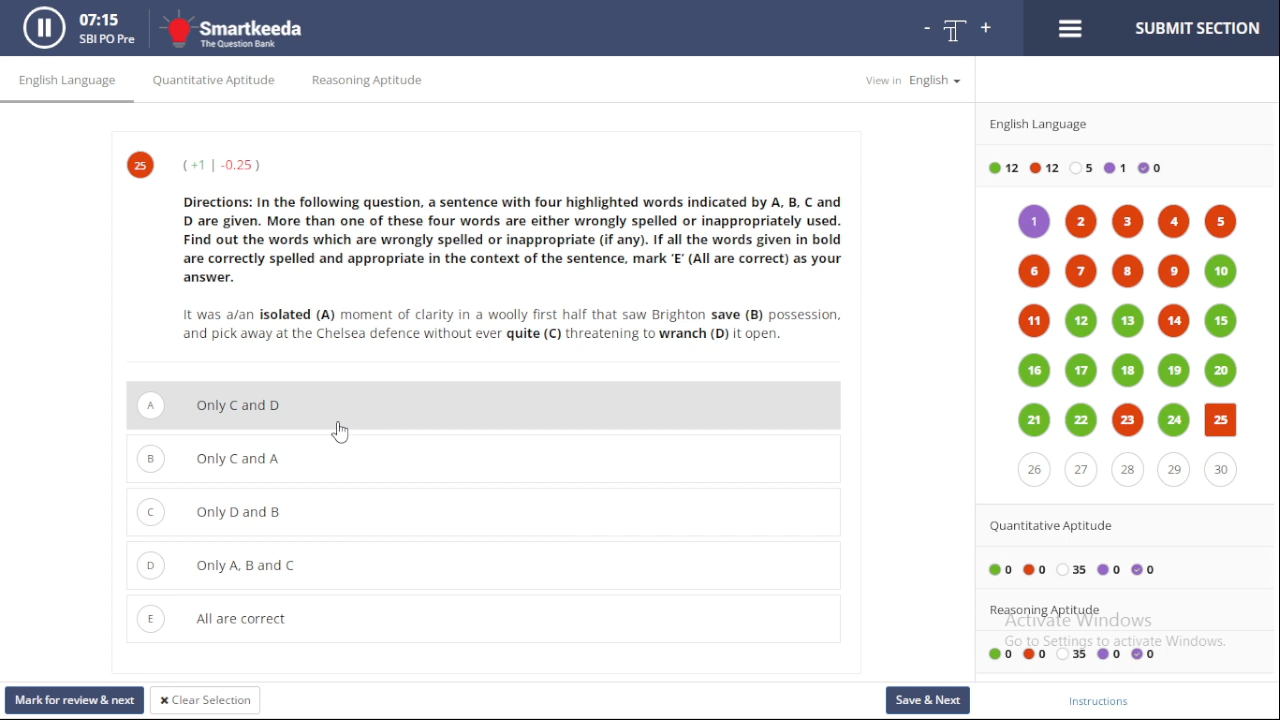 07:15
SBI PO Pre
Smartkeeda
The Question Bank
- T +
SUBMIT SECTION
English Language Quantitative Aptitude Reasoning Aptitude
View in English
25 ( +1 | -0.25 )
Directions: In the following question, a sentence with four highlighted words indicated by A, B, C and
D are given. More than one of these four words are either wrongly spelled or inappropriately used.
Find out the words which are wrongly spelled or inappropriate (if any). If all the words given in bold
are correctly spelled and appropriate in the context of the sentence, mark ‘E’ (All are correct) as your
answer.
It was a/an isolated (A) moment of clarity in a woolly first half that saw Brighton save (B) possession,
and pick away at the Chelsea defence without ever quite (C) threatening to wranch (D) it open.
A Only C and D
B Only C and A
C Only D and B
D Only A, B and C
E All are correct
Mark for review & next
Clear Selection
Save & Next
English Language
12 12 5 1 0
1 2 3 4 5
6 7 8 9 10
11 12 13 14 15
16 17 18 19 20
21 22 23 24 25
26 27 28 29 30
Quantitative Aptitude
0 0 35 0 0
Reasoning Aptitude
Activate Windows
Go to Settings to activate Windows.
0 0 35 0 0
Instructions